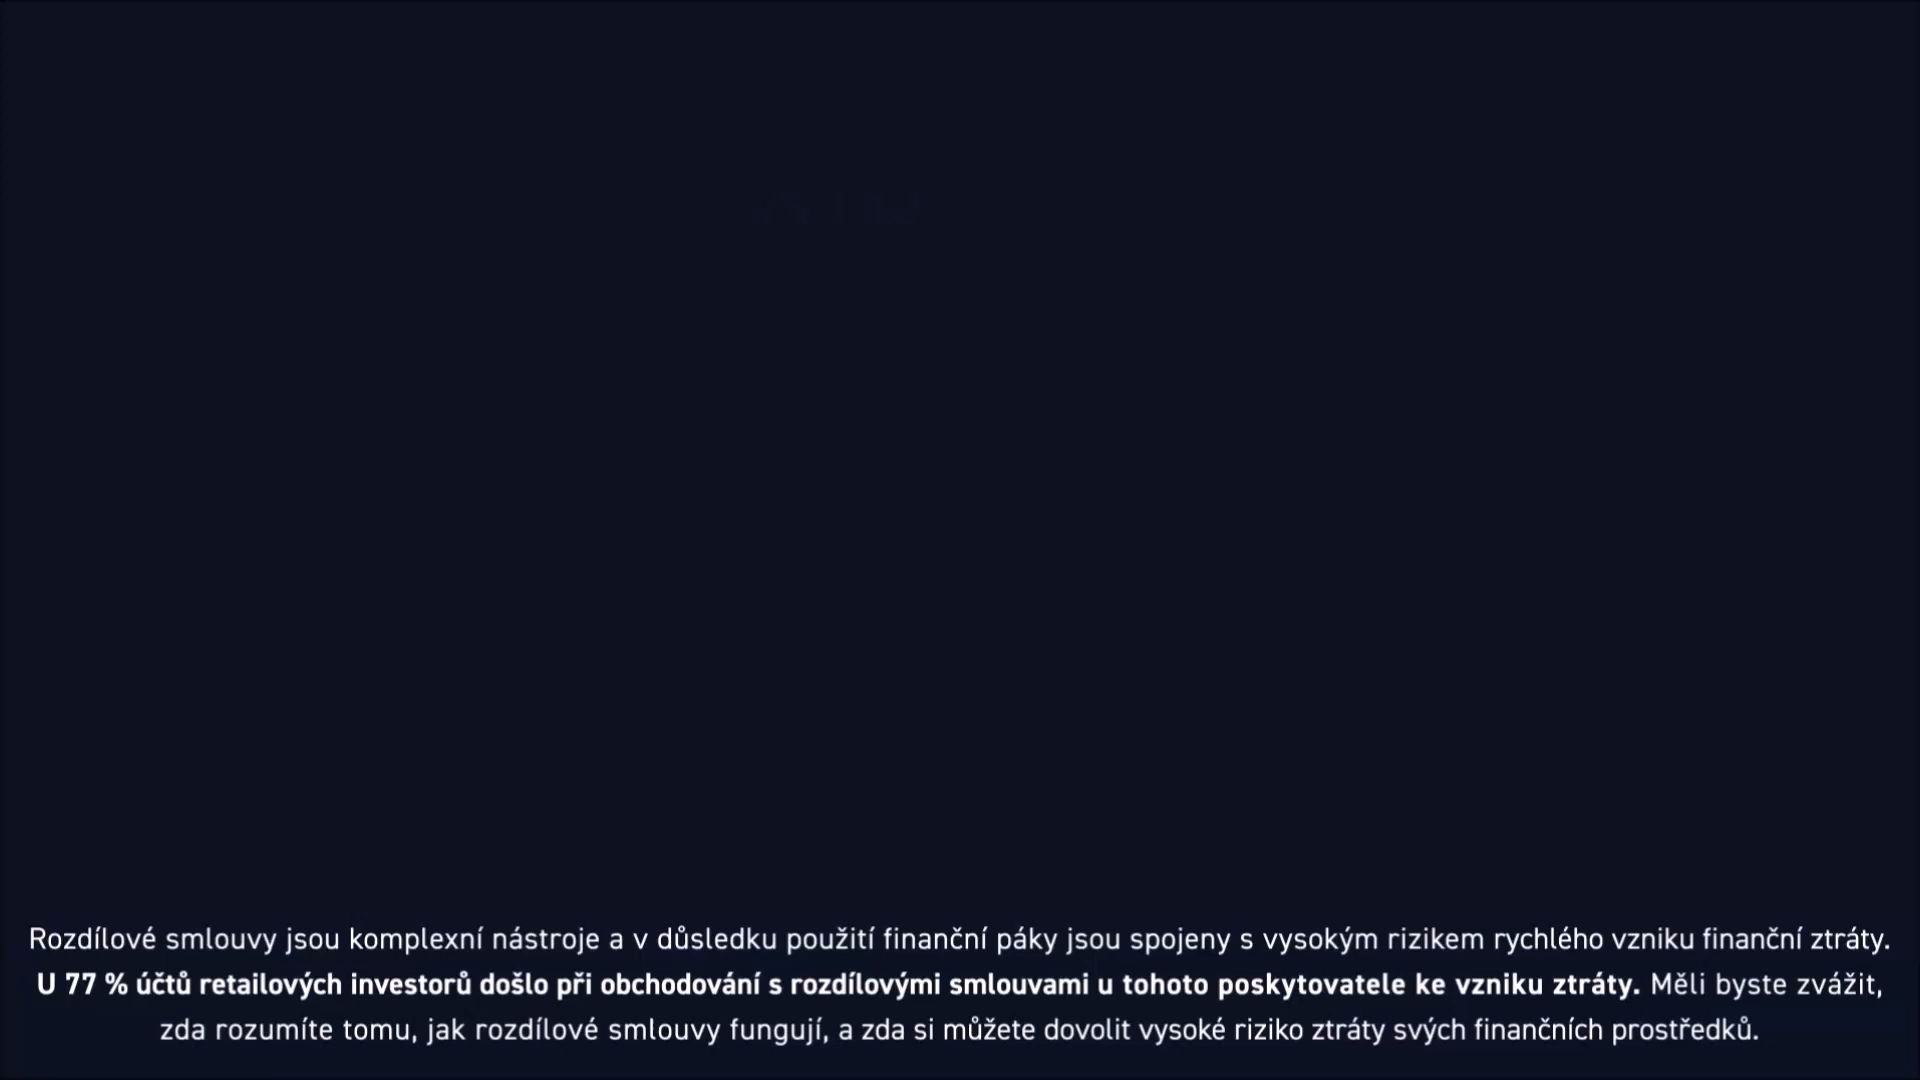 Rozdílové smlouvy jsou komplexní nástroje a v důsledku použití finanční páky jsou spojeny s vysokým rizikem rychlého vzniku finanční ztráty.
U 77 % účtů retailových investorů došlo při obchodování s rozdílovými smlouvami u tohoto poskytovatele ke vzniku ztráty. Měli byste zvážit,
zda rozumíte tomu, jak rozdílové smlouvy fungují, a zda si můžete dovolit vysoké riziko ztráty svých finančních prostředků.